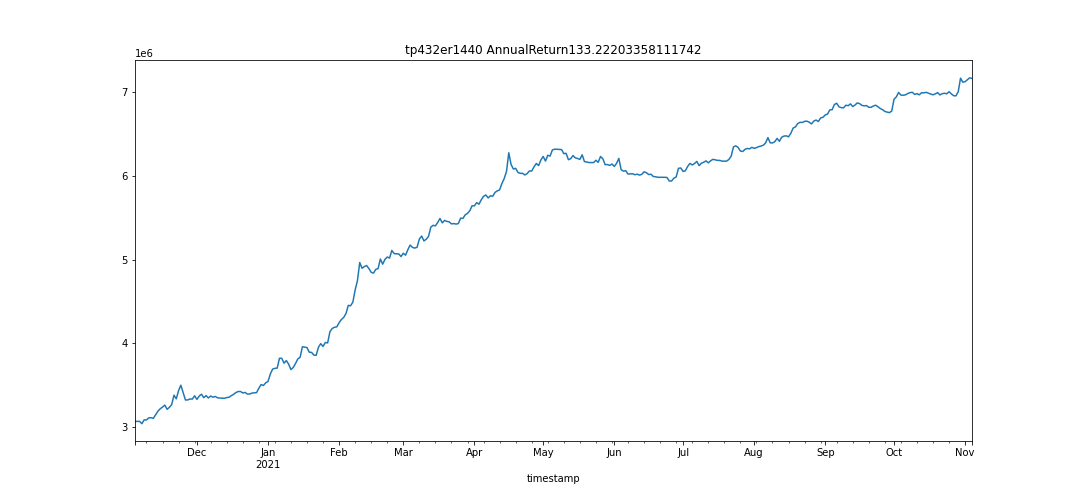 tp432er1440 AnnualReturn133.22203358111742
1e6
7
6
5
4
3
Dec Jan Feb Mar Apr May Jun Jul Aug Sep Oct Nov
2021
timestamp